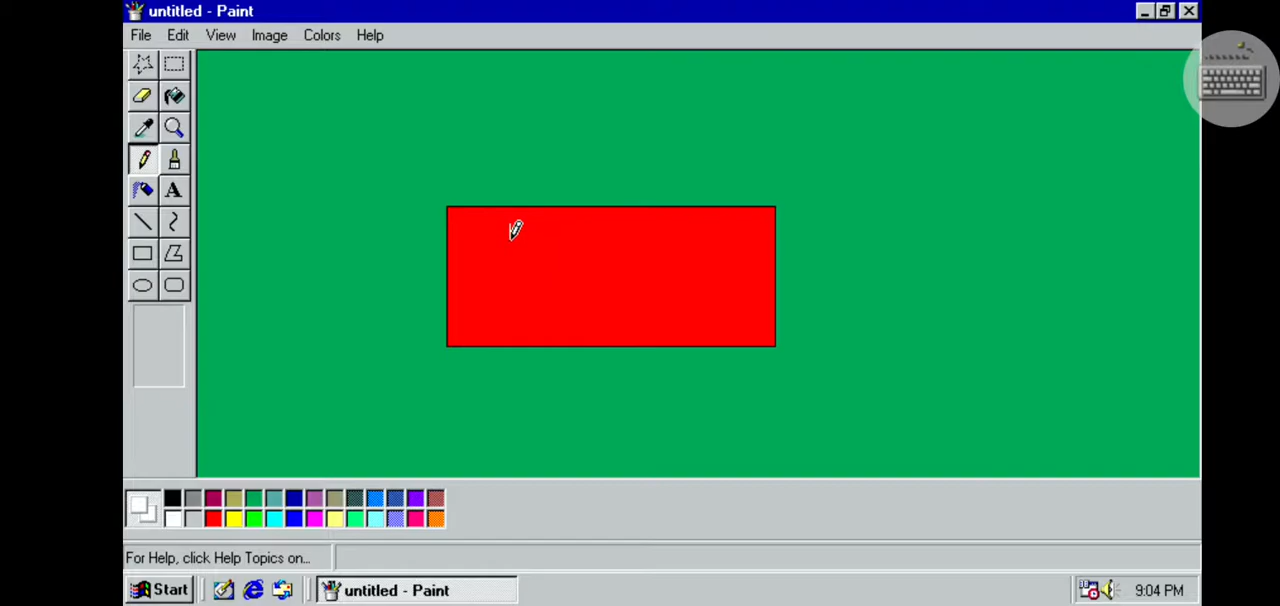 untitled - Paint
File Edit View Image Colors Help
A
For Help, click Help Topics on...
Start untitled - Paint 9:04 PM